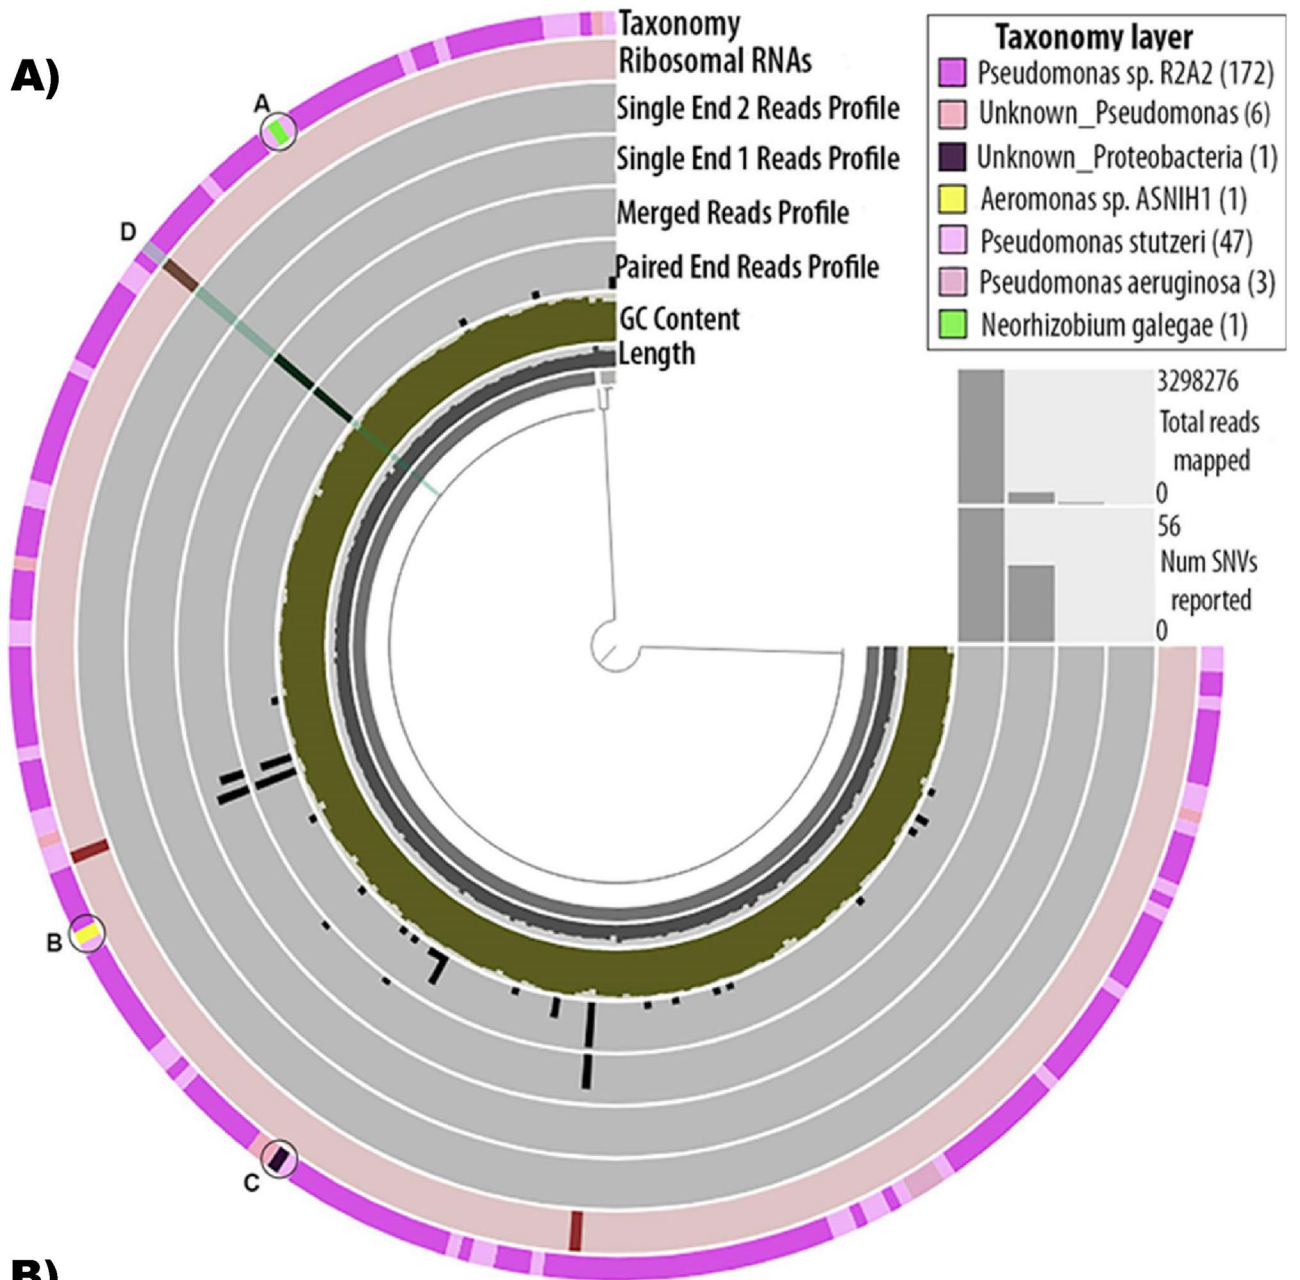 A)
Taxonomy
Ribosomal RNAs
Single End 2 Reads Profile
Single End 1 Reads Profile
Merged Reads Profile
Paired End Reads Profile
GC Content
Length
Taxonomy layer
Pseudomonas sp. R2A2 (172)
Unknown_Pseudomonas (6)
Unknown_Proteobacteria (1)
Aeromonas sp. ASNIH1 (1)
Pseudomonas stutzeri (47)
Pseudomonas aeruginosa (3)
Neorhizobium galegae (1)
3298276
Total reads
mapped
0
56
Num SNVs
reported
0
A
D
B
C
B)